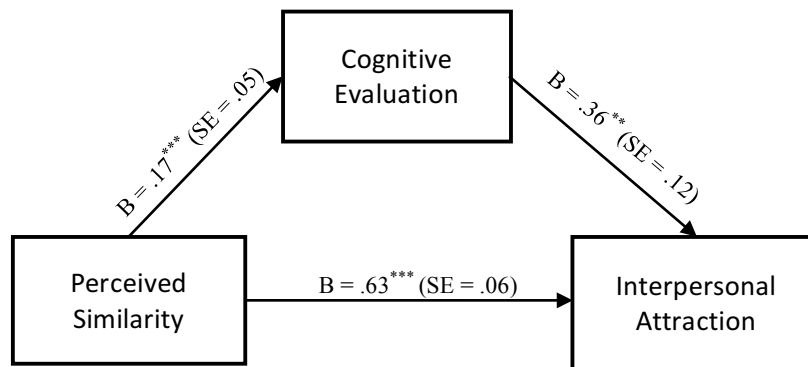 Cognitive
Evaluation
B = .17*** (SE = .05)
B = .36** (SE = .12)
Perceived
Similarity
B = .63*** (SE = .06)
Interpersonal
Attraction